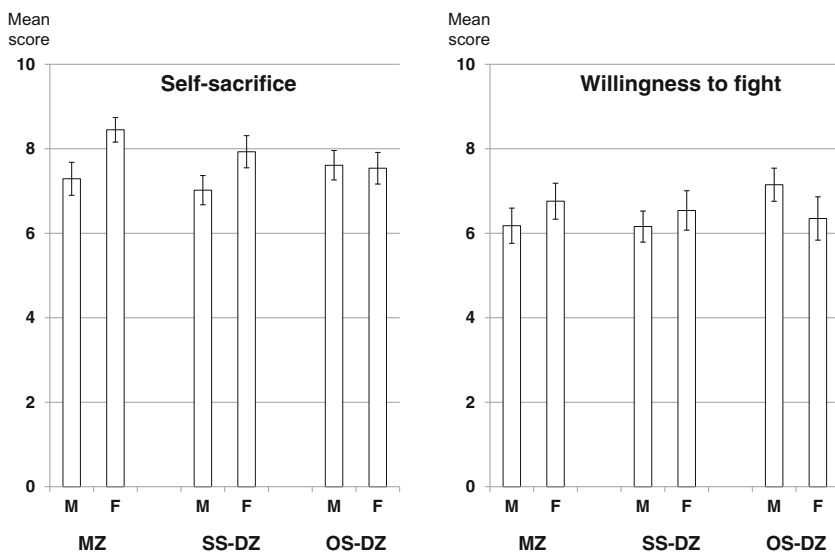 Mean
score
10
Self-sacrifice
8
6
4
2
0
M F M F M F
MZ SS-DZ OS-DZ
Mean
score
10
Willingness to fight
8
6
4
2
0
M F M F M F
MZ SS-DZ OS-DZ